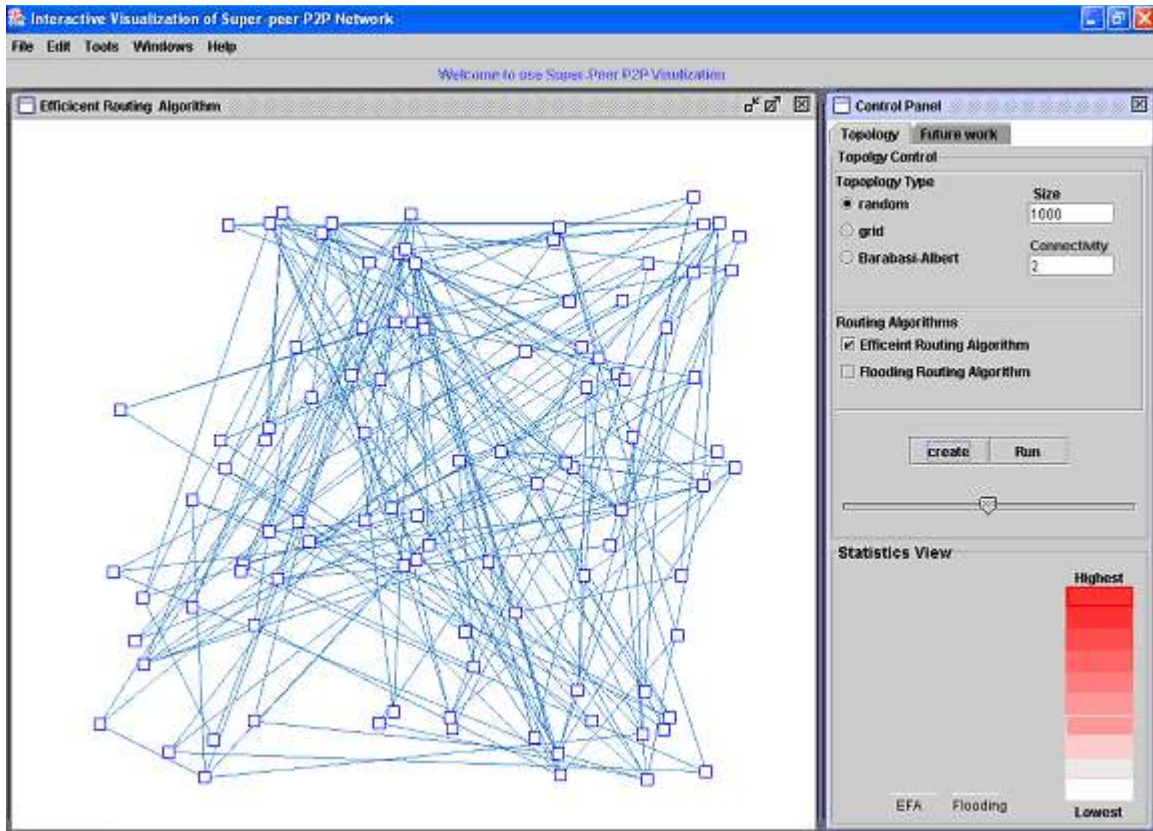 Interactive Visualization of Super-peer P2P Network
File Edit Tools Windows Help
Welcome to use Super-Peer P2P Visulization
Efficicent Routing Algorithm
Control Panel
Topology Future work
Topolgy Control
Topoplogy Type
random
grid
Barabasi-Albert
Size
1000
Connectivity
2
Routing Algorithms
Efficeint Routing Algorithm
Flooding Routing Algorithm
create Run
Statistics View
Highest
EFA Flooding
Lowest